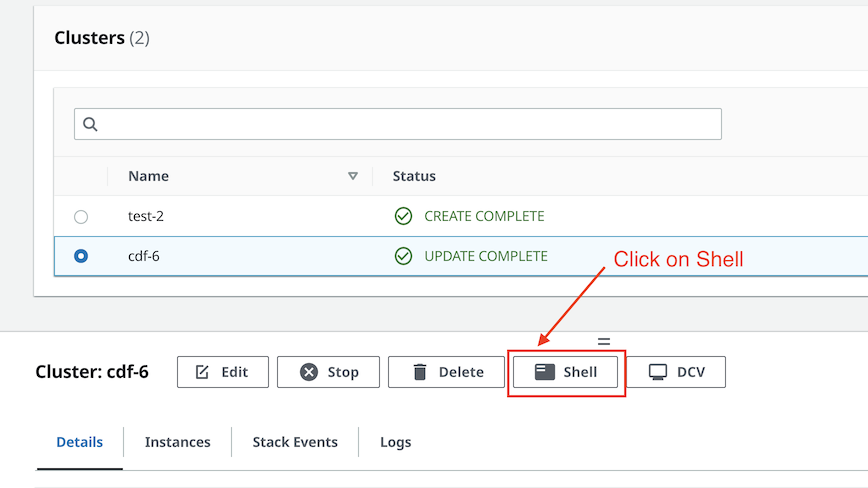 Clusters (2)
Name Status
test-2 CREATE COMPLETE
cdf-6 UPDATE COMPLETE
Click on Shell
Cluster: cdf-6 Edit Stop Delete Shell DCV
Details Instances Stack Events Logs